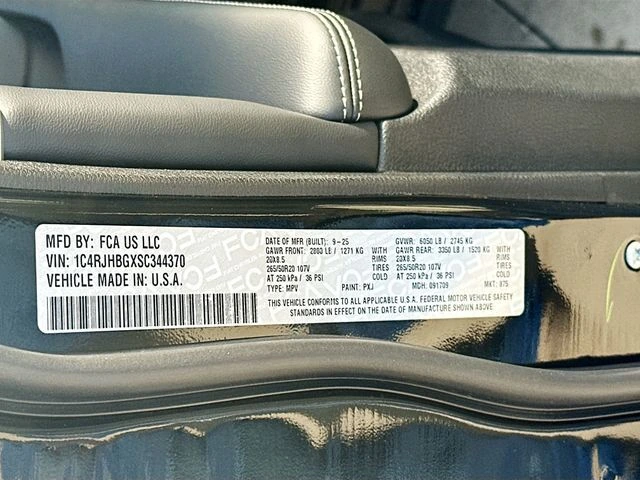 MFD BY: FCA US LLC
VIN: 1C4RJHBGXSC344370
VEHICLE MADE IN: U.S.A.
DATE OF MFR (BUILT): 9-25 GVWR: 6050 LB / 2745 KG
GAWR FRONT: 2803 LB / 1271 KG GAWR REAR: 3350 LB / 1520 KG
20X8.5 RIMS 20X8.5 RIMS
265/50R20 107V TIRES 265/50R20 107V TIRES
AT 250 kPa / 36 PSI COLD AT 250 kPa / 36 PSI COLD
TYPE: MPV PAINT: PXJ MDH: 091709 MKT: 875
THIS VEHICLE CONFORMS TO ALL APPLICABLE U.S.A. FEDERAL MOTOR VEHICLE SAFETY
STANDARDS IN EFFECT ON THE DATE OF MANUFACTURE SHOWN ABOVE